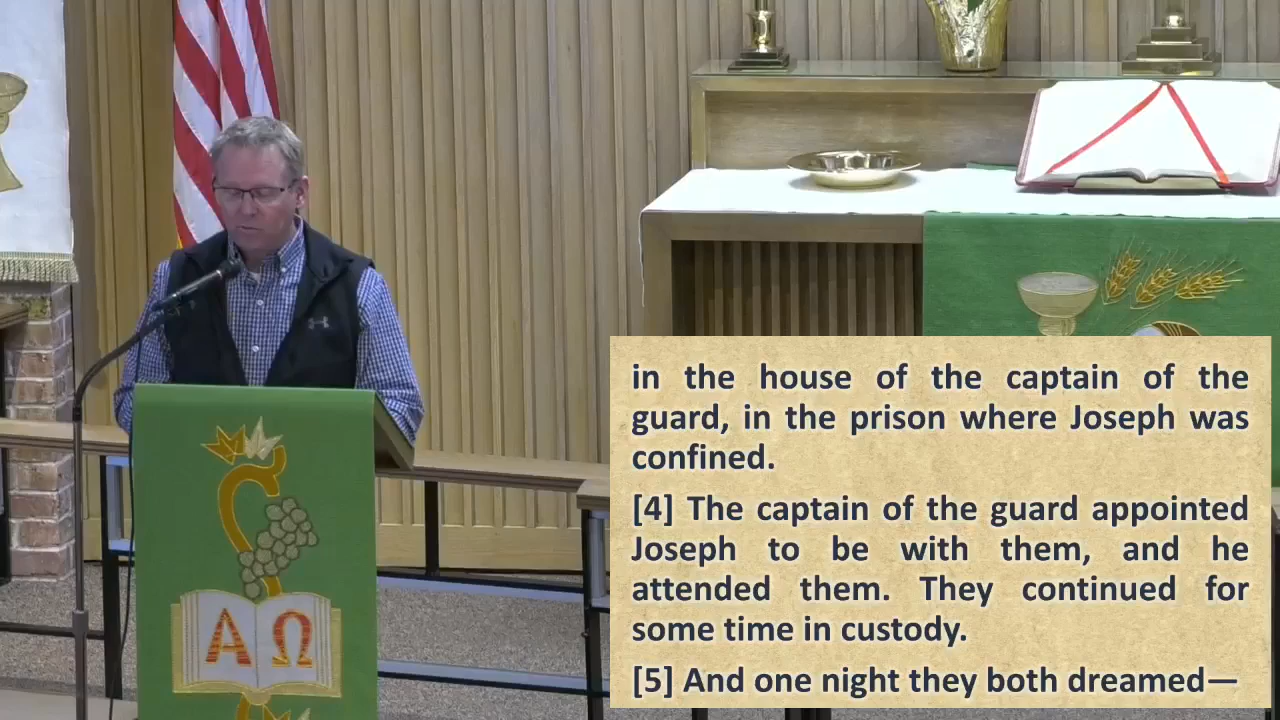 in the house of the captain of the
guard, in the prison where Joseph was
confined.
[4] The captain of the guard appointed
Joseph to be with them, and he
attended them. They continued for
some time in custody.
[5] And one night they both dreamed—
Α Ω